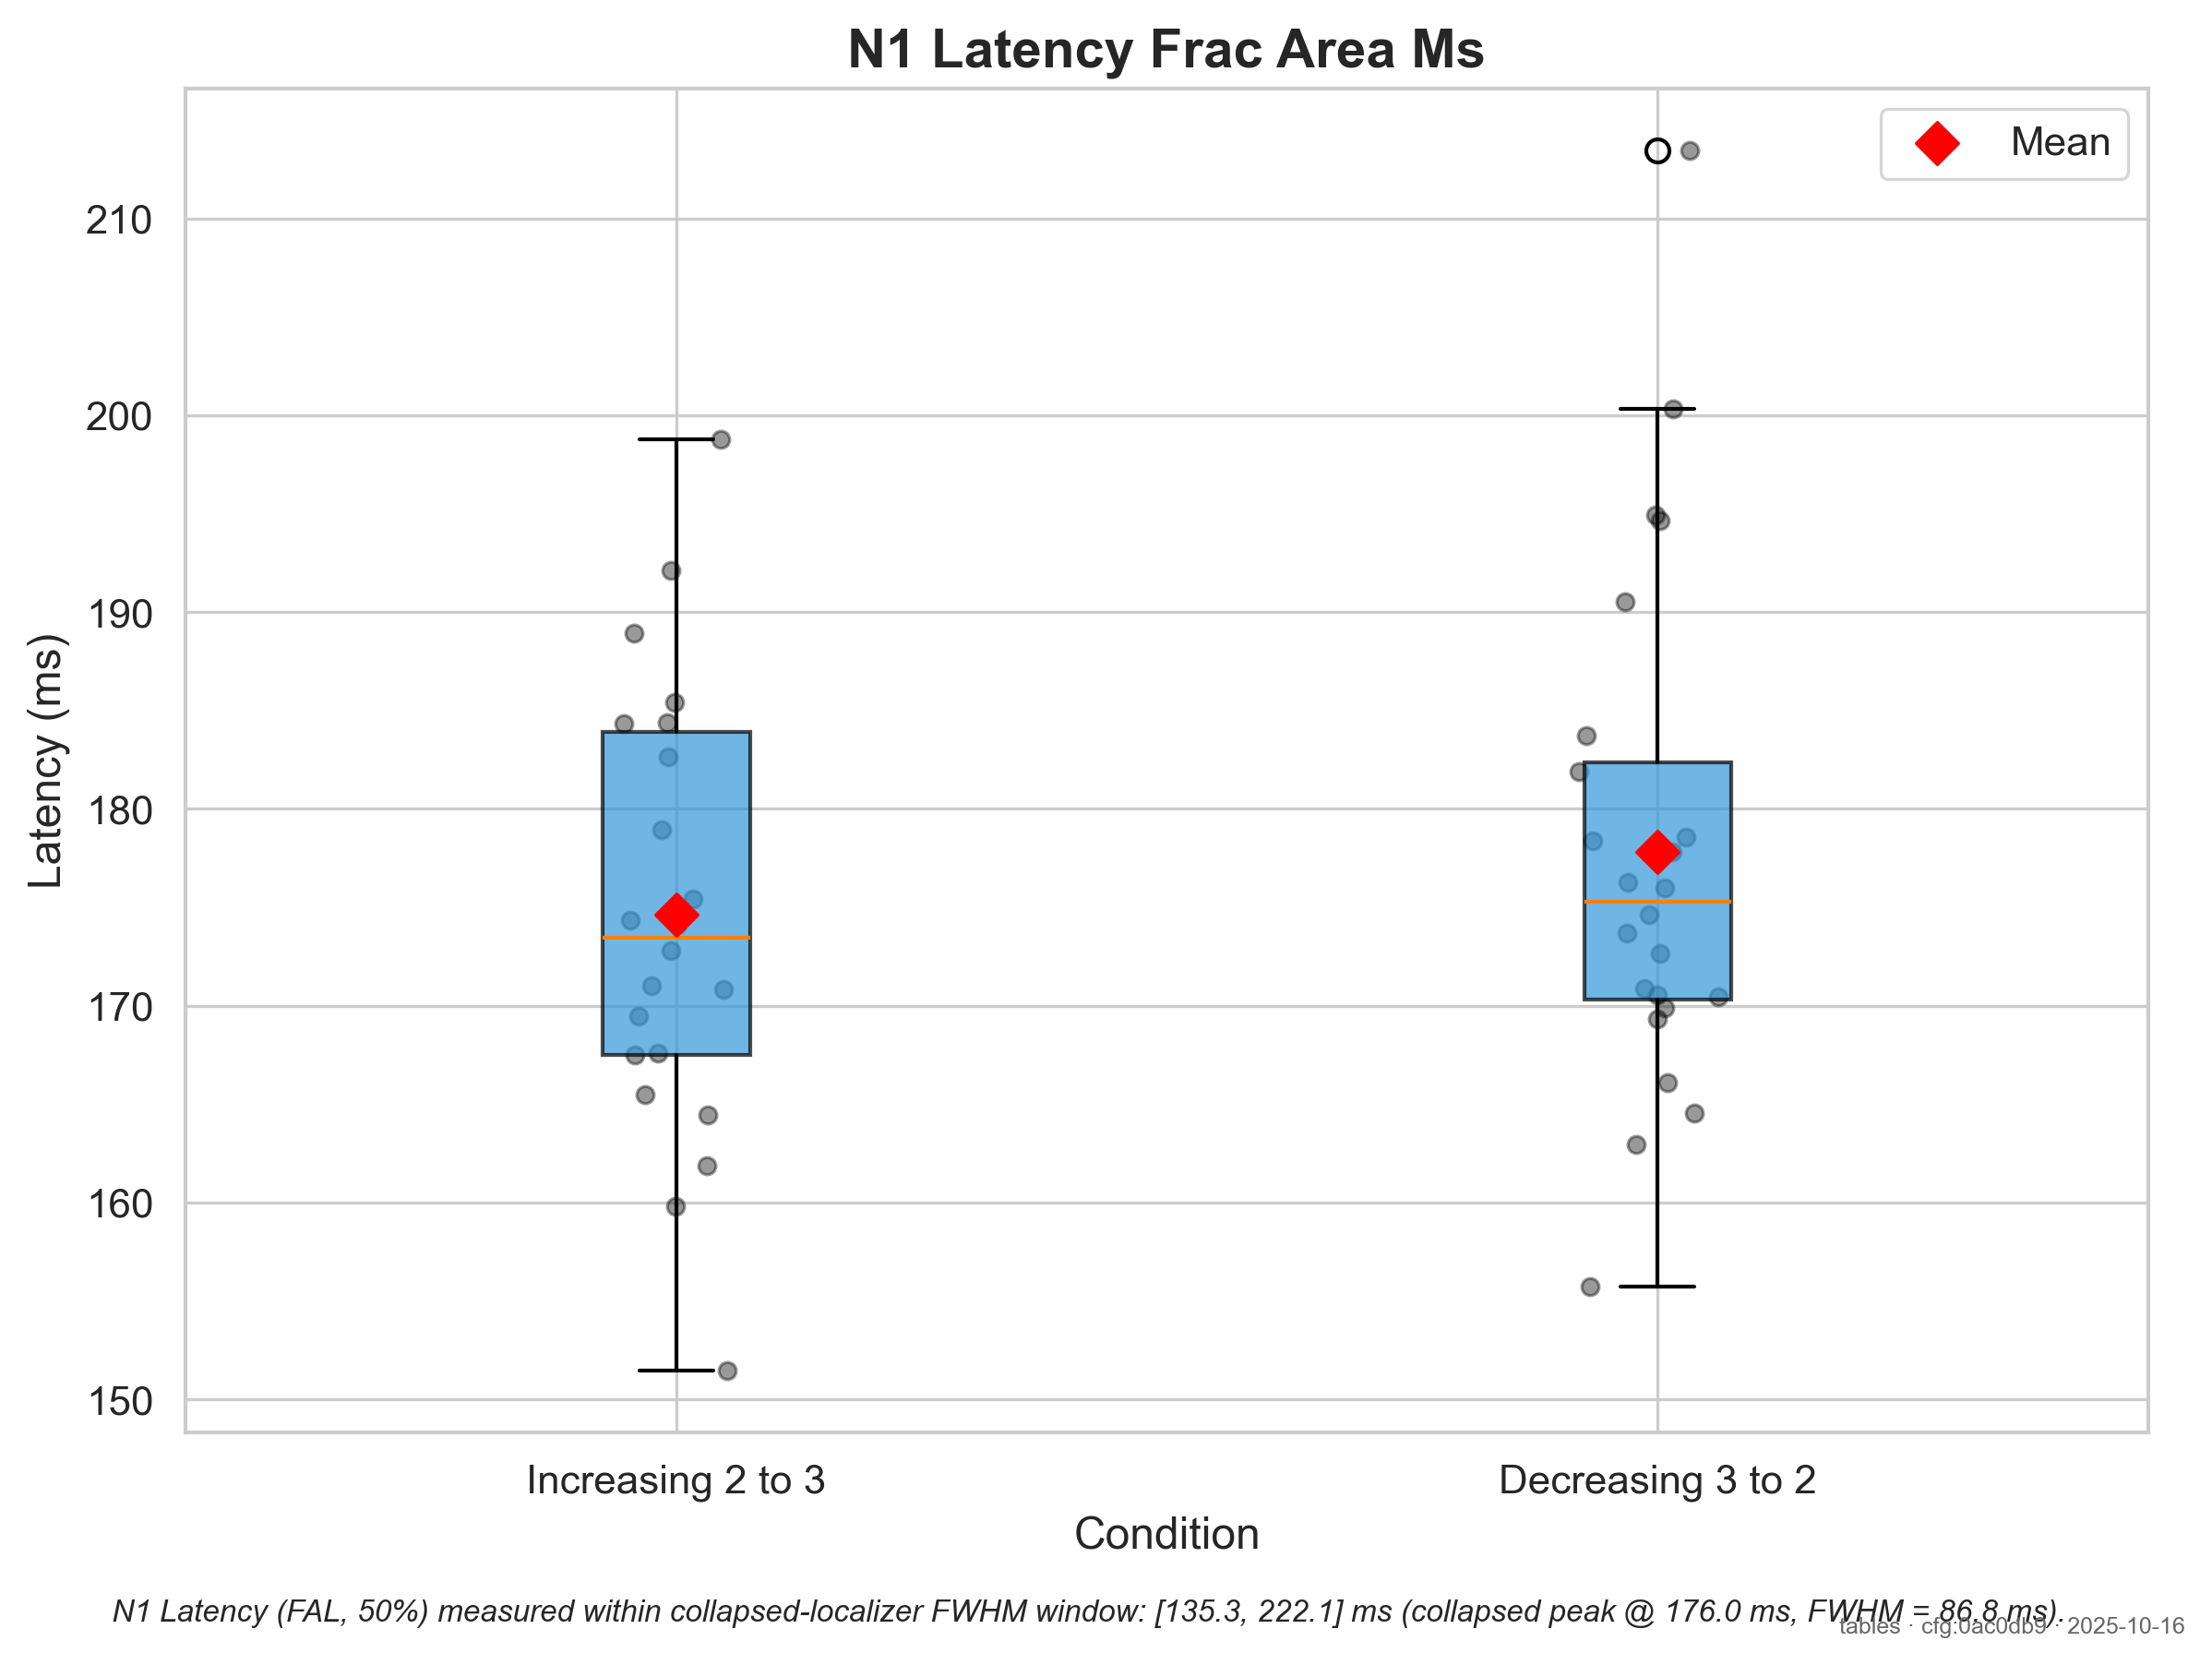 N1 Latency Frac Area Ms
Mean
210
200
190
180
170
160
150
Latency (ms)
Increasing 2 to 3
Decreasing 3 to 2
Condition
N1 Latency (FAL, 50%) measured within collapsed-localizer FWHM window: [135.3, 222.1] ms (collapsed peak @ 176.0 ms, FWHM = 86.8 ms).
tables · cfg:0ac0db9 · 2025-10-16